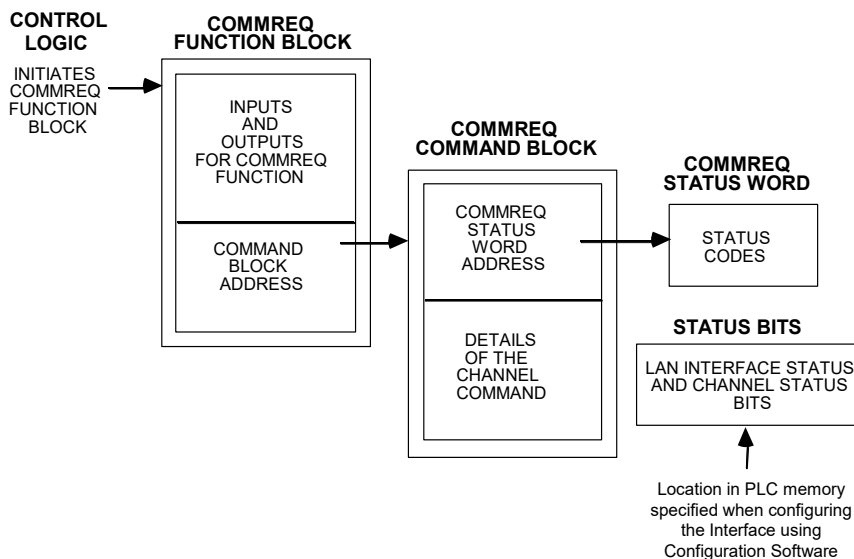 CONTROL
LOGIC
INITIATES
COMMREQ
FUNCTION
BLOCK
COMMREQ
FUNCTION BLOCK
INPUTS
AND
OUTPUTS
FOR COMMREQ
FUNCTION
COMMAND
BLOCK
ADDRESS
COMMREQ
COMMAND BLOCK
COMMREQ
STATUS
WORD
ADDRESS
DETAILS
OF THE
CHANNEL
COMMAND
COMMREQ
STATUS WORD
STATUS
CODES
STATUS BITS
LAN INTERFACE STATUS
AND CHANNEL STATUS
BITS
Location in PLC memory
specified when configuring
the Interface using
Configuration Software